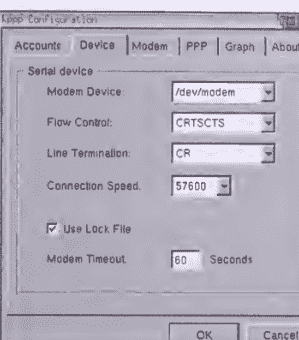 kppp Configuration
Accounts Device Modem PPP Graph About
Serial device
Modem Device: /dev/modem
Flow Control: CRTSCTS
Line Termination: CR
Connection Speed: 57600
Use Lock File
Modem Timeout: 60 Seconds
OK Cancel